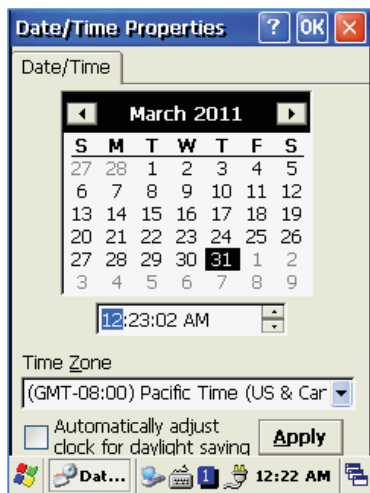 Date/Time Properties ? OK ×
Date/Time
March 2011
S M T W T F S
27 28 1 2 3 4 5
6 7 8 9 10 11 12
13 14 15 16 17 18 19
20 21 22 23 24 25 26
27 28 29 30 31 1 2
3 4 5 6 7 8 9
12:23:02 AM
Time Zone
(GMT-08:00) Pacific Time (US & Car
Automatically adjust
clock for daylight saving
Apply
Dat... 1 12:22 AM